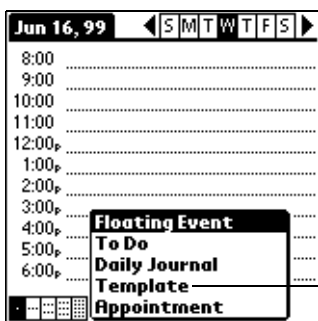 Jun 16, 99 S M T W T F S
8:00
9:00
10:00
11:00
12:00p
1:00p
2:00p
3:00p
4:00p
5:00p
6:00p
Floating Event
To Do
Daily Journal
Template
Appointment